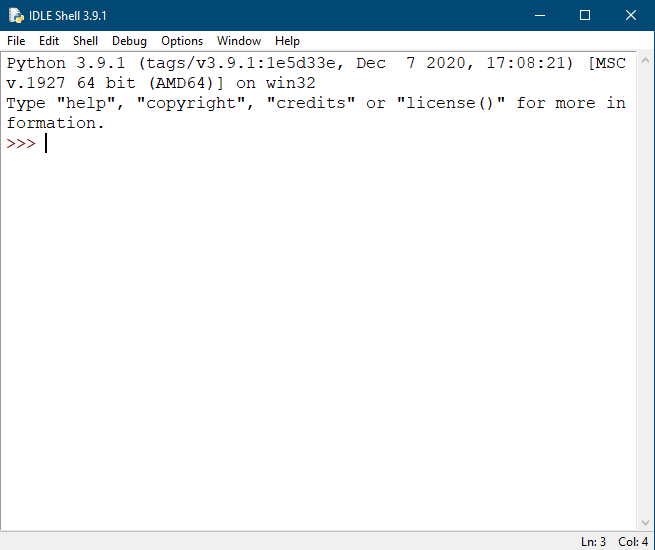 IDLE Shell 3.9.1
File Edit Shell Debug Options Window Help
Python 3.9.1 (tags/v3.9.1:1e5d33e, Dec  7 2020, 17:08:21) [MSC
v.1927 64 bit (AMD64)] on win32
Type "help", "copyright", "credits" or "license()" for more in
formation.
>>>
Ln: 3 Col: 4